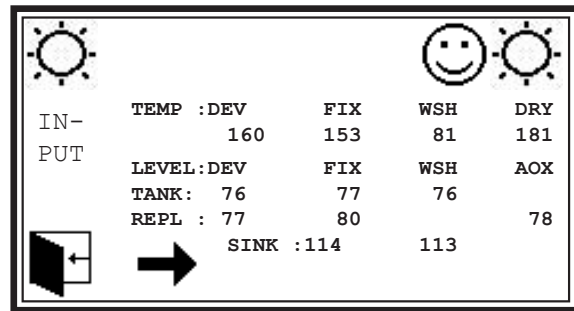 IN-
PUT
TEMP :DEV FIX WSH DRY
160 153 81 181
LEVEL:DEV FIX WSH AOX
TANK: 76 77 76
REPL : 77 80 78
SINK :114 113